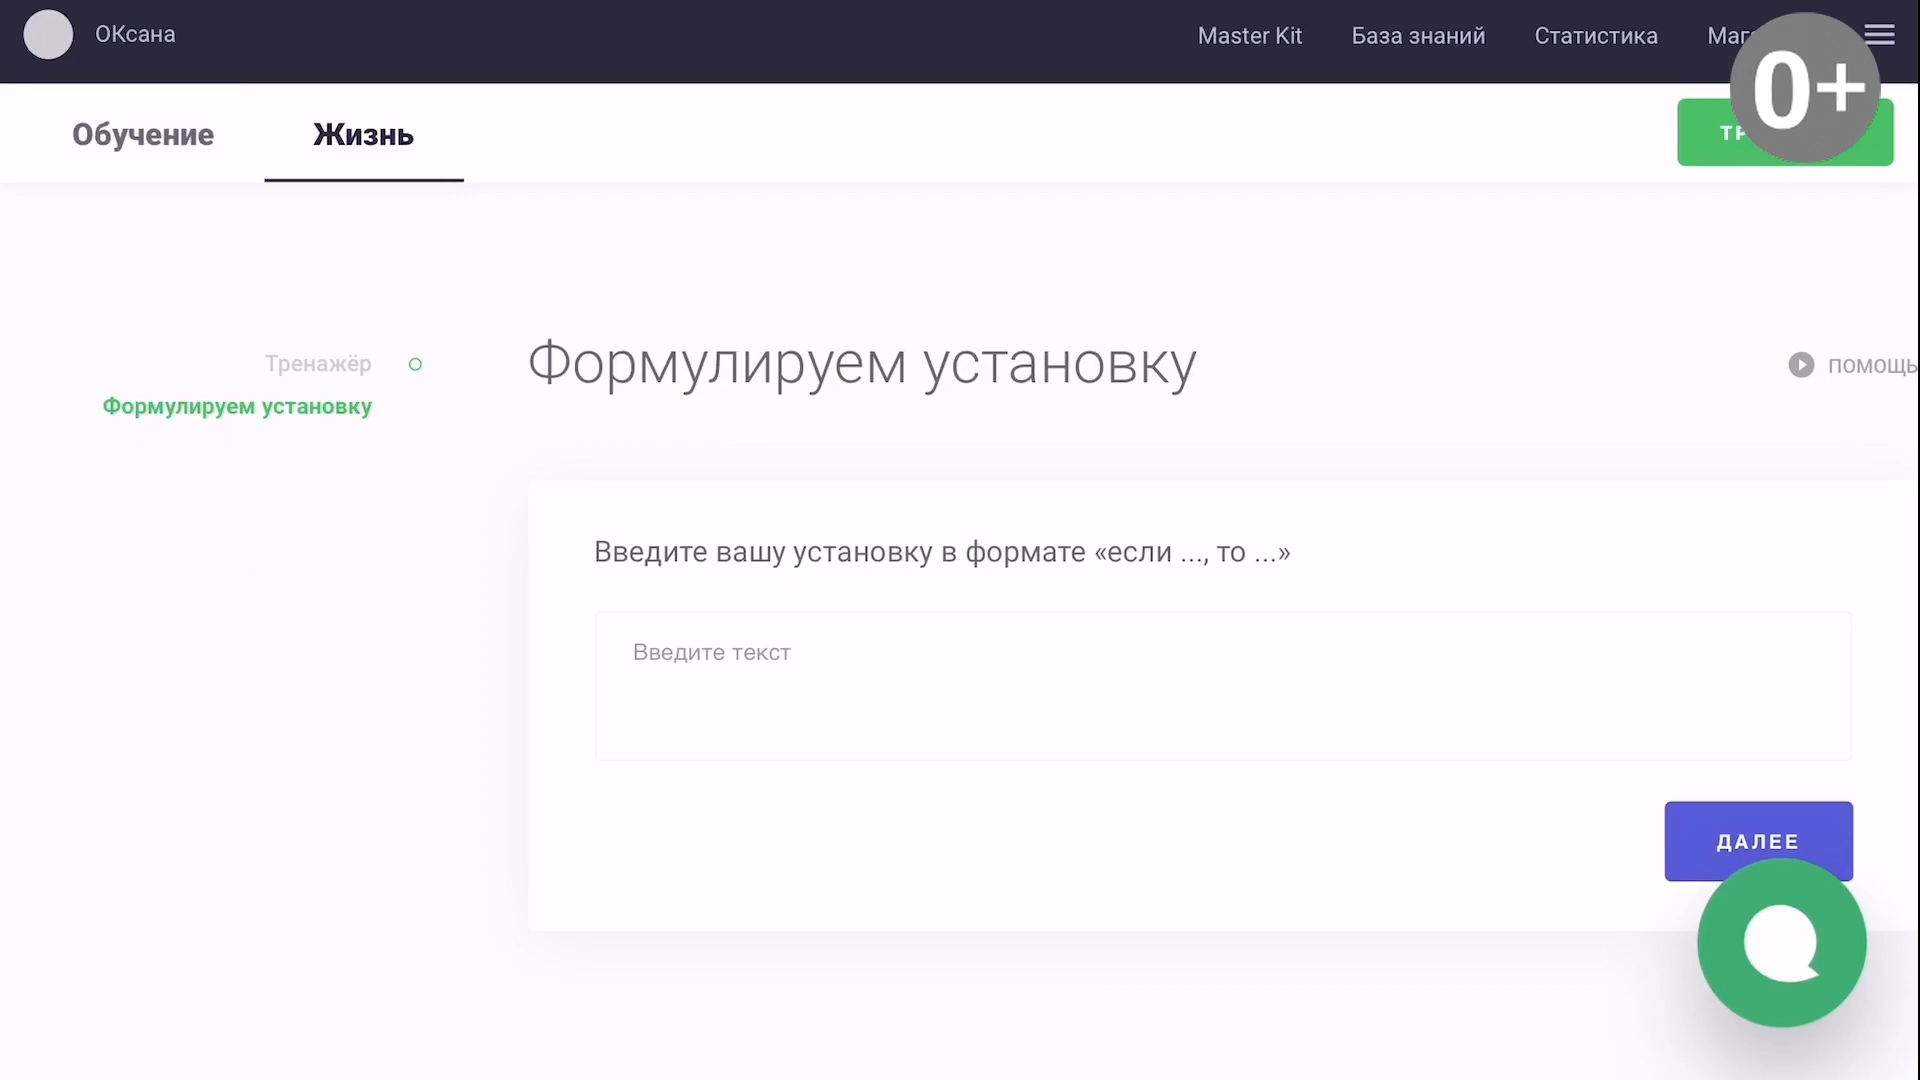 ОКсана
Master Kit
База знаний
Статистика
0+
Обучение
Жизнь
Тренажёр
Формулируем установку
Формулируем установку
помощь
Введите вашу установку в формате «если ..., то ...»
Введите текст
ДАЛЕЕ